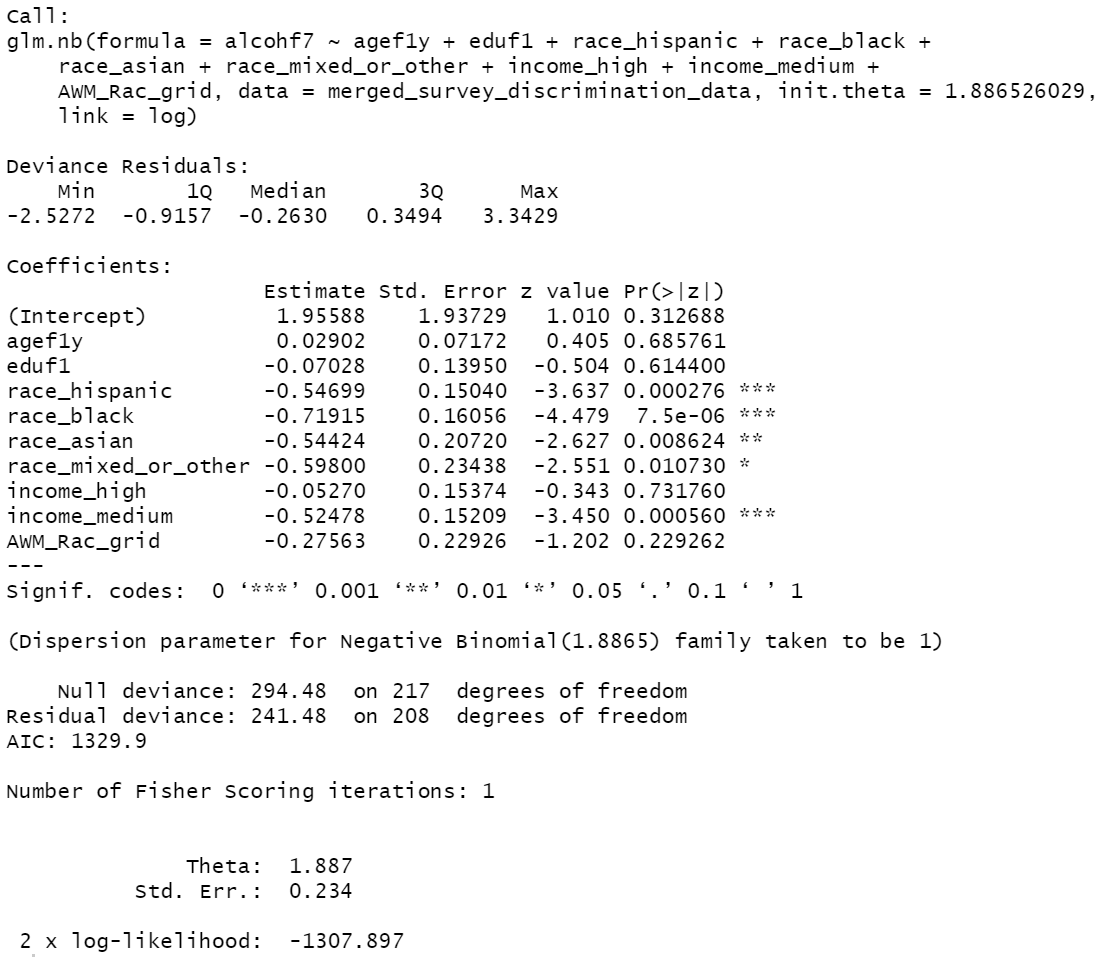 Call:
glm.nb(formula = alcohf7 ~ agef1y + eduf1 + race_hispanic + race_black +
    race_asian + race_mixed_or_other + income_high + income_medium +
    AWM_Rac_grid, data = merged_survey_discrimination_data, init.theta = 1.886526029,
    link = log)

Deviance Residuals:
    Min       1Q   Median       3Q      Max
-2.5272  -0.9157  -0.2630   0.3494   3.3429

Coefficients:
                    Estimate Std. Error z value Pr(>|z|)
(Intercept)          1.95588    1.93729   1.010 0.312688
agef1y               0.02902    0.07172   0.405 0.685761
eduf1               -0.07028    0.13950  -0.504 0.614400
race_hispanic       -0.54699    0.15040  -3.637 0.000276 ***
race_black          -0.71915    0.16056  -4.479  7.5e-06 ***
race_asian          -0.54424    0.20720  -2.627 0.008624 **
race_mixed_or_other -0.59800    0.23438  -2.551 0.010730 *
income_high         -0.05270    0.15374  -0.343 0.731760
income_medium       -0.52478    0.15209  -3.450 0.000560 ***
AWM_Rac_grid        -0.27563    0.22926  -1.202 0.229262
---
Signif. codes:  0 ‘***’ 0.001 ‘**’ 0.01 ‘*’ 0.05 ‘.’ 0.1 ‘ ’ 1

(Dispersion parameter for Negative Binomial(1.8865) family taken to be 1)

    Null deviance: 294.48  on 217  degrees of freedom
Residual deviance: 241.48  on 208  degrees of freedom
AIC: 1329.9

Number of Fisher Scoring iterations: 1


              Theta:  1.887
          Std. Err.:  0.234

 2 x log-likelihood:  -1307.897